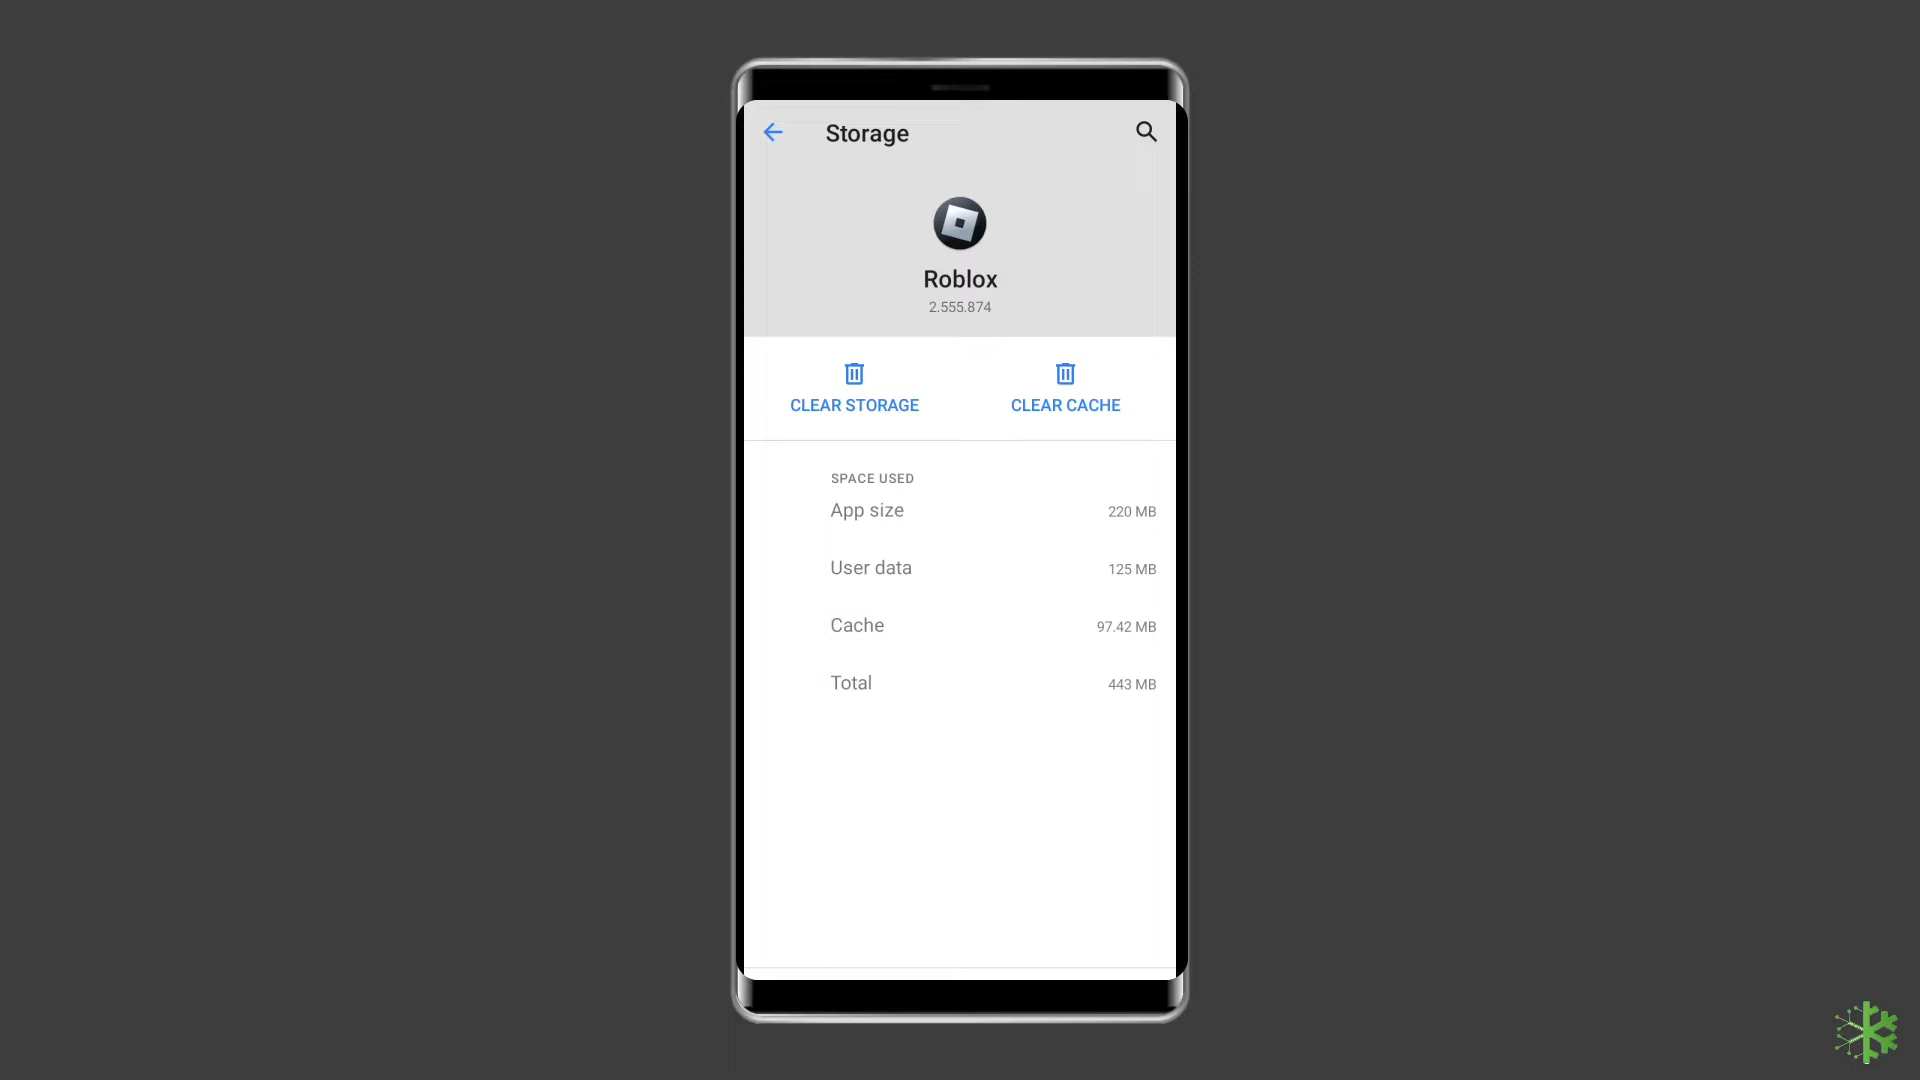 Storage
Roblox
2.555.874
CLEAR STORAGE
CLEAR CACHE
SPACE USED
App size
220 MB
User data
125 MB
Cache
97.42 MB
Total
443 MB